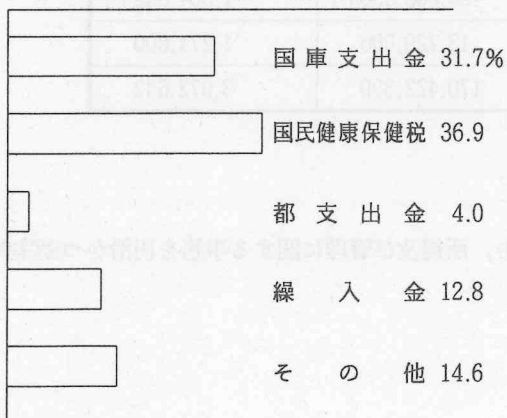 国庫支出金 31.7%
国民健康保健税 36.9
都支出金 4.0
繰入金 12.8
その他 14.6